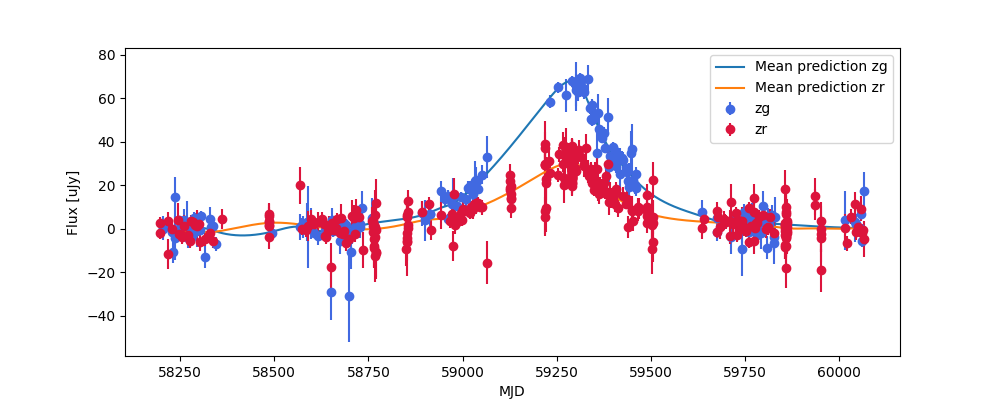 80
60
40
20
0
−20
−40
Flux [uJy]
58250
58500
58750
59000
59250
59500
59750
60000
MJD
Mean prediction zg
Mean prediction zr
zg
zr